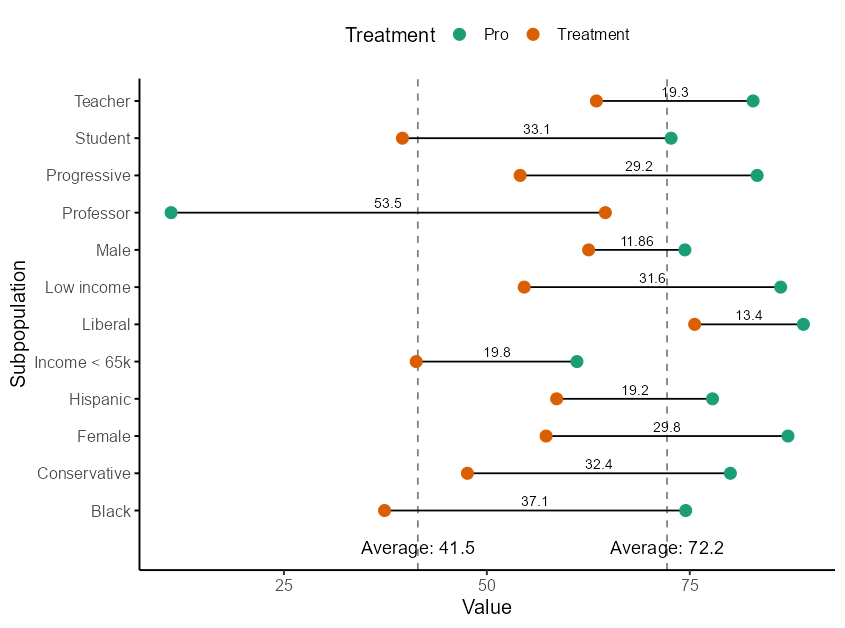 Treatment Pro Treatment
Teacher 19.3
Student 33.1
Progressive 29.2
Professor 53.5
Male 11.86
Low income 31.6
Liberal 13.4
Income < 65k 19.8
Hispanic 19.2
Female 29.8
Conservative 32.4
Black 37.1
Average: 41.5 Average: 72.2
25 50 75
Value
Subpopulation